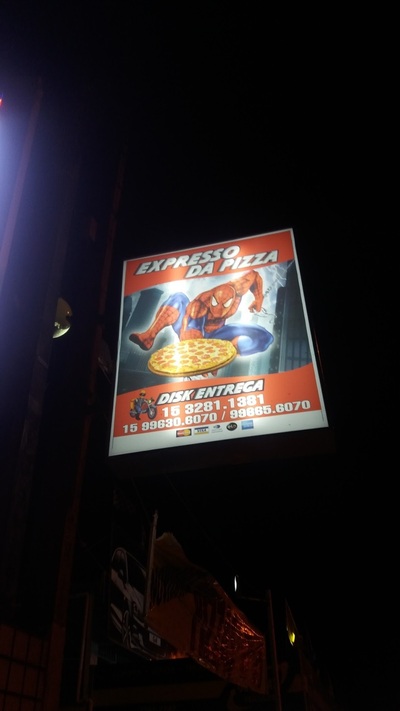 EXPRESSO
DA PIZZA
DISK ENTREGA
15 3281.1381
15 99630.6070 / 99665.6070